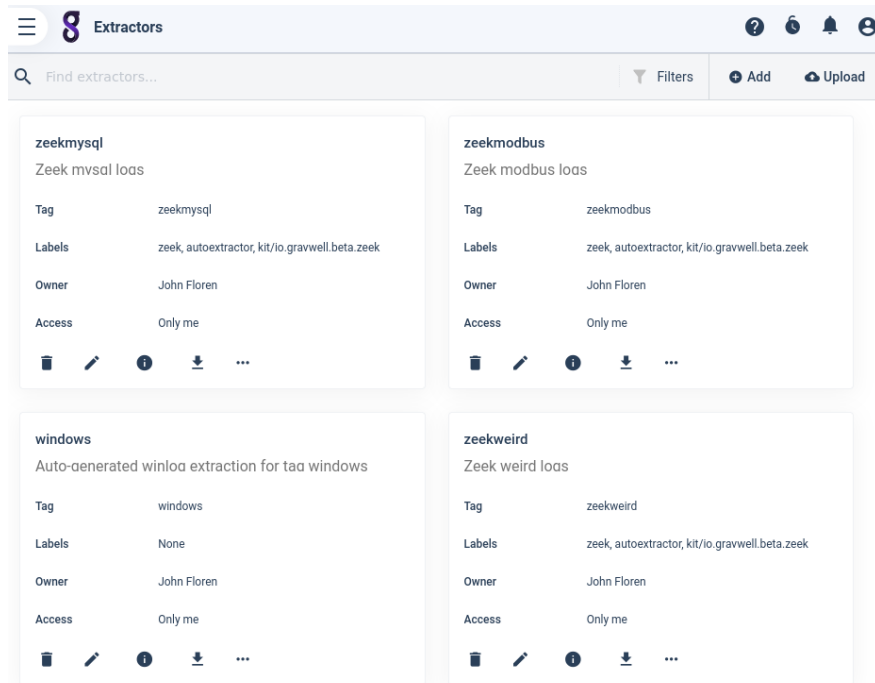 Extractors
Find extractors...
Filters
Add
Upload
zeekmysql
Zeek mysql logs
Tag zeekmysql
Labels zeek, autoextractor, kit/io.gravwell.beta.zeek
Owner John Floren
Access Only me
zeekmodbus
Zeek modbus logs
Tag zeekmodbus
Labels zeek, autoextractor, kit/io.gravwell.beta.zeek
Owner John Floren
Access Only me
windows
Auto-generated winlog extraction for tag windows
Tag windows
Labels None
Owner John Floren
Access Only me
zeekweird
Zeek weird logs
Tag zeekweird
Labels zeek, autoextractor, kit/io.gravwell.beta.zeek
Owner John Floren
Access Only me